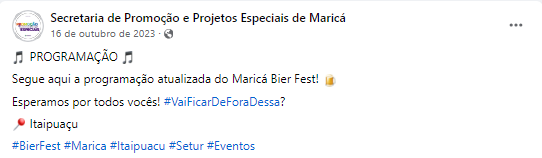 Secretaria de Promoção e Projetos Especiais de Maricá
16 de outubro de 2023 ·
🎵 PROGRAMAÇÃO 🎵
Segue aqui a programação atualizada do Maricá Bier Fest! 🍺
Esperamos por todos vocês! #VaiFicarDeForaDessa?
📍 Itaipuaçu
#BierFest #Marica #Itaipuacu #Setur #Eventos